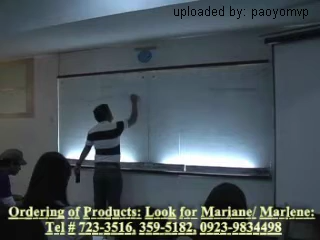 uploaded by: paoyomvp
Ordering of Products: Look for Marjane/ Marlene:
Tel # 723-3516, 359-5182, 0923-9834498